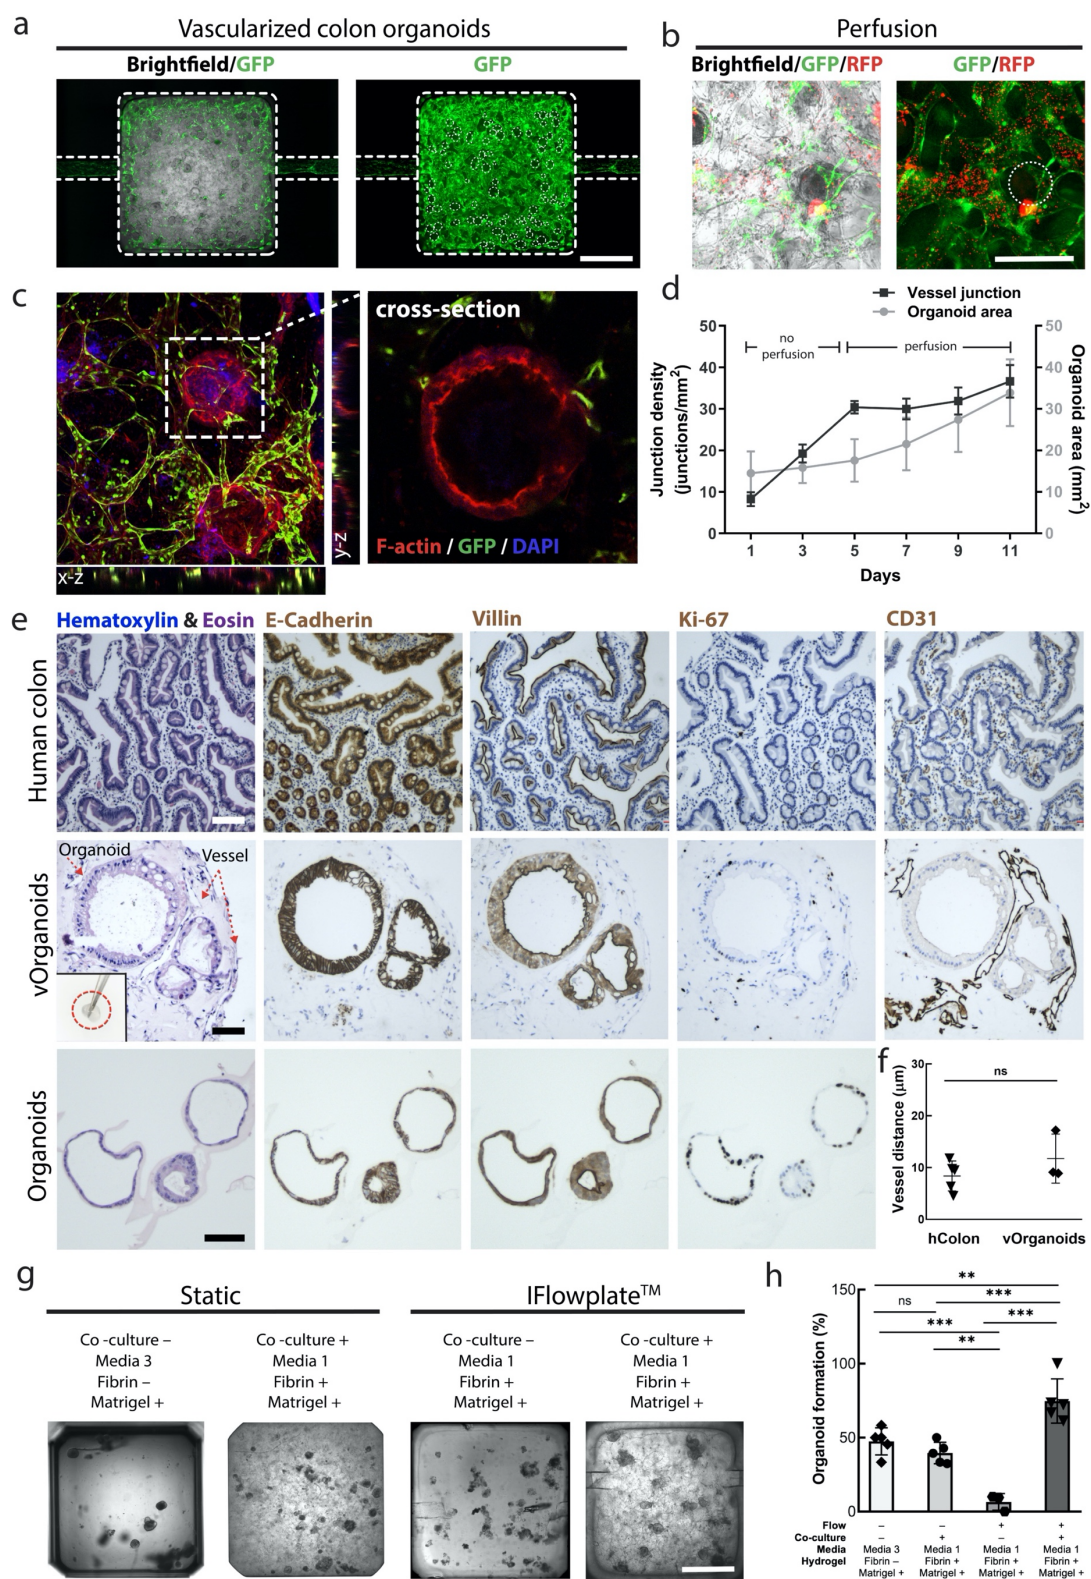 a
Vascularized colon organoids
Brightfield/GFP
GFP
b
Perfusion
Brightfield/GFP/RFP
GFP/RFP
c
x-z
y-z
cross-section
F-actin / GFP / DAPI
d
Vessel junction
Organoid area
no
perfusion
perfusion
Junction density
(junctions/mm²)
50
40
30
20
10
0
50
40
30
20
10
0
Organoid area (mm²)
1 3 5 7 9 11
Days
e
Hematoxylin & Eosin
E-Cadherin
Villin
Ki-67
CD31
Human colon
vOrganoids
Organoid
Vessel
Organoids
f
Vessel distance (μm)
30
20
10
0
ns
hColon
vOrganoids
g
Static
IFlowplate™
Co -culture –
Media 3
Fibrin –
Matrigel +
Co -culture +
Media 1
Fibrin +
Matrigel +
Co -culture –
Media 1
Fibrin +
Matrigel +
Co -culture +
Media 1
Fibrin +
Matrigel +
h
Organoid formation (%)
150
100
50
0
**
***
ns
***
***
**
Flow – – + +
Co-culture – + – +
Media Media 3 Media 1 Media 1 Media 1
Hydrogel Fibrin – Fibrin + Fibrin + Fibrin +
Matrigel + Matrigel + Matrigel + Matrigel +